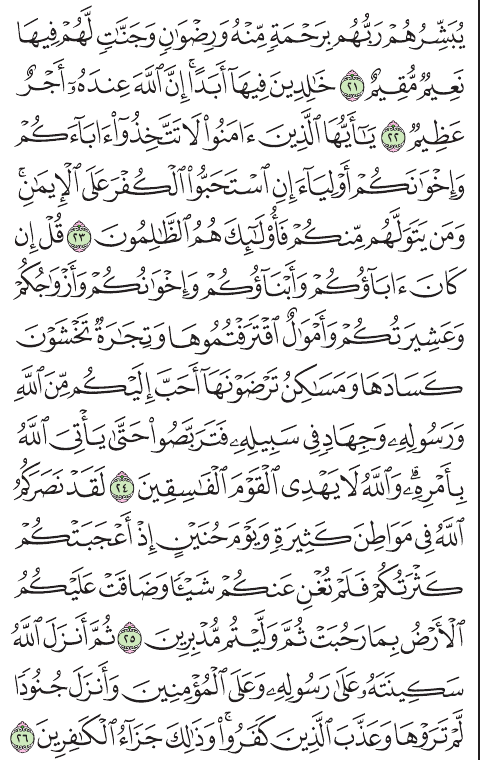 يُبَشِّرُهُمْ رَبُّهُم بِرَحْمَةٍ مِّنْهُ وَرِضْوَٰنٍ وَجَنَّٰتٍ لَّهُمْ فِيهَا
نَعِيمٌ مُّقِيمٌ ٢١ خَٰلِدِينَ فِيهَآ أَبَدًا ۚ إِنَّ ٱللَّهَ عِندَهُۥٓ أَجْرٌ
عَظِيمٌ ٢٢ يَٰٓأَيُّهَا ٱلَّذِينَ ءَامَنُوا۟ لَا تَتَّخِذُوٓا۟ ءَابَآءَكُمْ
وَإِخْوَٰنَكُمْ أَوْلِيَآءَ إِنِ ٱسْتَحَبُّوا۟ ٱلْكُفْرَ عَلَى ٱلْإِيمَٰنِ ۚ
وَمَن يَتَوَلَّهُم مِّنكُمْ فَأُو۟لَٰٓئِكَ هُمُ ٱلظَّٰلِمُونَ ٢٣ قُلْ إِن
كَانَ ءَابَآؤُكُمْ وَأَبْنَآؤُكُمْ وَإِخْوَٰنُكُمْ وَأَزْوَٰجُكُمْ
وَعَشِيرَتُكُمْ وَأَمْوَٰلٌ ٱقْتَرَفْتُمُوهَا وَتِجَٰرَةٌ تَخْشَوْنَ
كَسَادَهَا وَمَسَٰكِنُ تَرْضَوْنَهَآ أَحَبَّ إِلَيْكُم مِّنَ ٱللَّهِ
وَرَسُولِهِۦ وَجِهَادٍ فِى سَبِيلِهِۦ فَتَرَبَّصُوا۟ حَتَّىٰ يَأْتِىَ ٱللَّهُ
بِأَمْرِهِۦ ۗ وَٱللَّهُ لَا يَهْدِى ٱلْقَوْمَ ٱلْفَٰسِقِينَ ٢٤ لَقَدْ نَصَرَكُمُ
ٱللَّهُ فِى مَوَاطِنَ كَثِيرَةٍ ۙ وَيَوْمَ حُنَيْنٍ ۙ إِذْ أَعْجَبَتْكُمْ
كَثْرَتُكُمْ فَلَمْ تُغْنِ عَنكُمْ شَيْـًٔا وَضَاقَتْ عَلَيْكُمُ
ٱلْأَرْضُ بِمَا رَحُبَتْ ثُمَّ وَلَّيْتُم مُّدْبِرِينَ ٢٥ ثُمَّ أَنزَلَ ٱللَّهُ
سَكِينَتَهُۥ عَلَىٰ رَسُولِهِۦ وَعَلَى ٱلْمُؤْمِنِينَ وَأَنزَلَ جُنُودًا
لَّمْ تَرَوْهَا وَعَذَّبَ ٱلَّذِينَ كَفَرُوا۟ ۚ وَذَٰلِكَ جَزَآءُ ٱلْكَٰفِرِينَ ٢٦